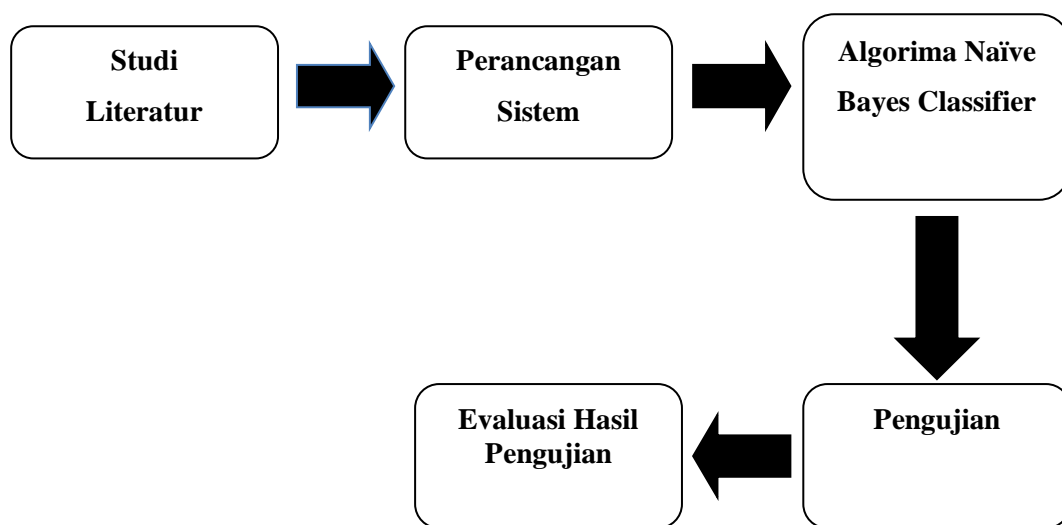 Studi
Literatur
Perancangan
Sistem
Algorima Naïve
Bayes Classifier
Pengujian
Evaluasi Hasil
Pengujian